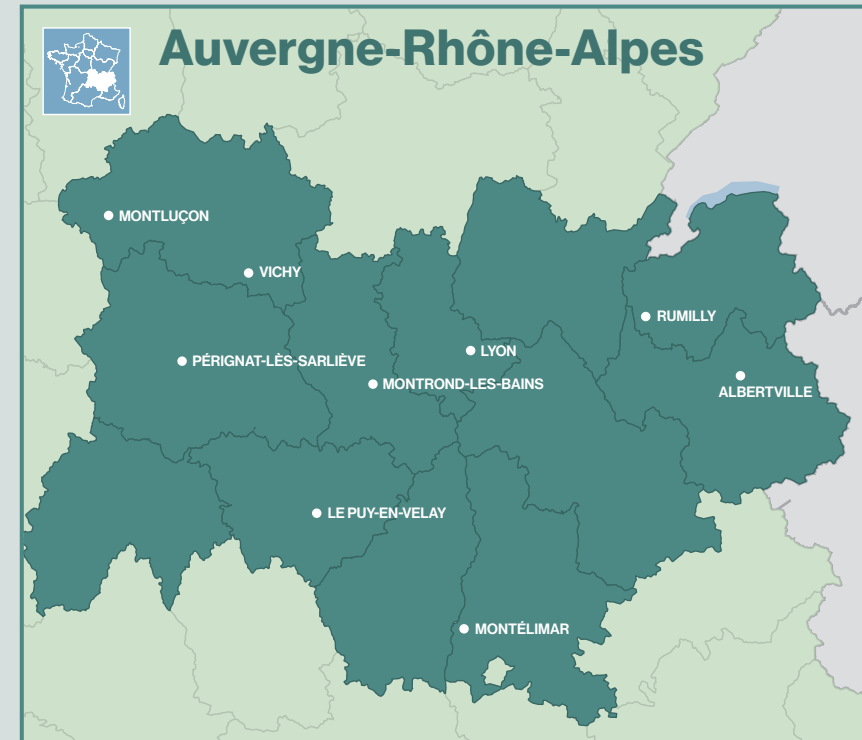 Auvergne-Rhône-Alpes
MONTLUÇON
VICHY
RUMILLY
LYON
PÉRIGNAT-LÈS-SARLIÈVE
MONTROND-LES-BAINS
ALBERTVILLE
LE PUY-EN-VELAY
MONTÉLIMAR